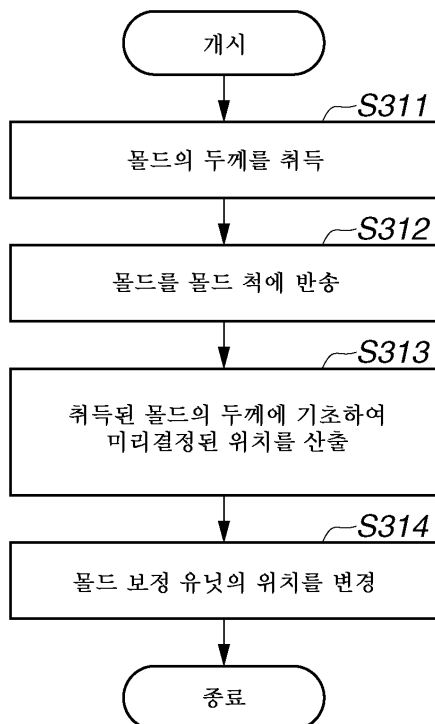 개시
S311
몰드의 두께를 취득
S312
몰드를 몰드 척에 반송
S313
취득된 몰드의 두께에 기초하여
미리결정된 위치를 산출
S314
몰드 보정 유닛의 위치를 변경
종료